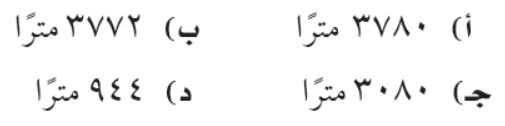 أ) ٣٧٨٠ مترًا ب) ٣٧٧٢ مترًا
جـ) ٣٠٨٠ مترًا د) ٩٤٤ مترًا